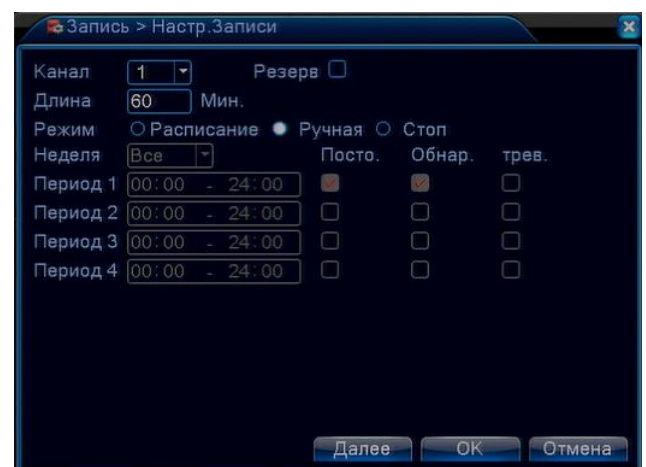 Запись > Настр.Записи
Канал 1 Резерв
Длина 60 Мин.
Режим Расписание Ручная Стоп
Неделя Все Посто. Обнар. трев.
Период 1 00:00 - 24:00
Период 2 00:00 - 24:00
Период 3 00:00 - 24:00
Период 4 00:00 - 24:00
Далее OK Отмена